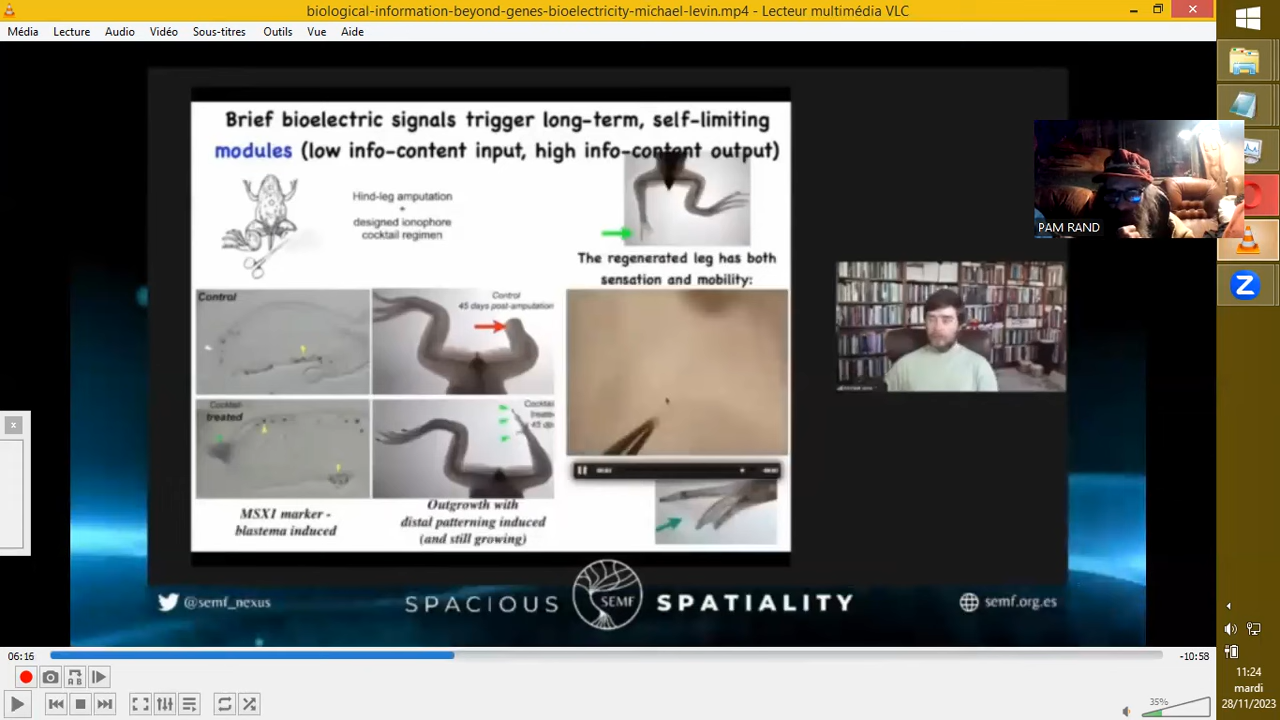 biological-information-beyond-genes-bioelectricity-michael-levin.mp4 - Lecteur multimédia VLC
Média Lecture Audio Vidéo Sous-titres Outils Vue Aide
Brief bioelectric signals trigger long-term, self-limiting
modules (low info-content input, high info-content output)
Hind-leg amputation
+
designed ionophore
cocktail regimen
The regenerated leg has both
sensation and mobility:
Control
Control
45 days post-amputation
Cocktail
treated
Cocktail
MSX1 marker -
blastema induced
Outgrowth with
distal patterning induced
(and still growing)
PAM RAND
@semf_nexus
SPACIOUS
SEMF
SPATIALITY
semf.org.es
06:16
-10:58
35%
11:24
mardi
28/11/2023